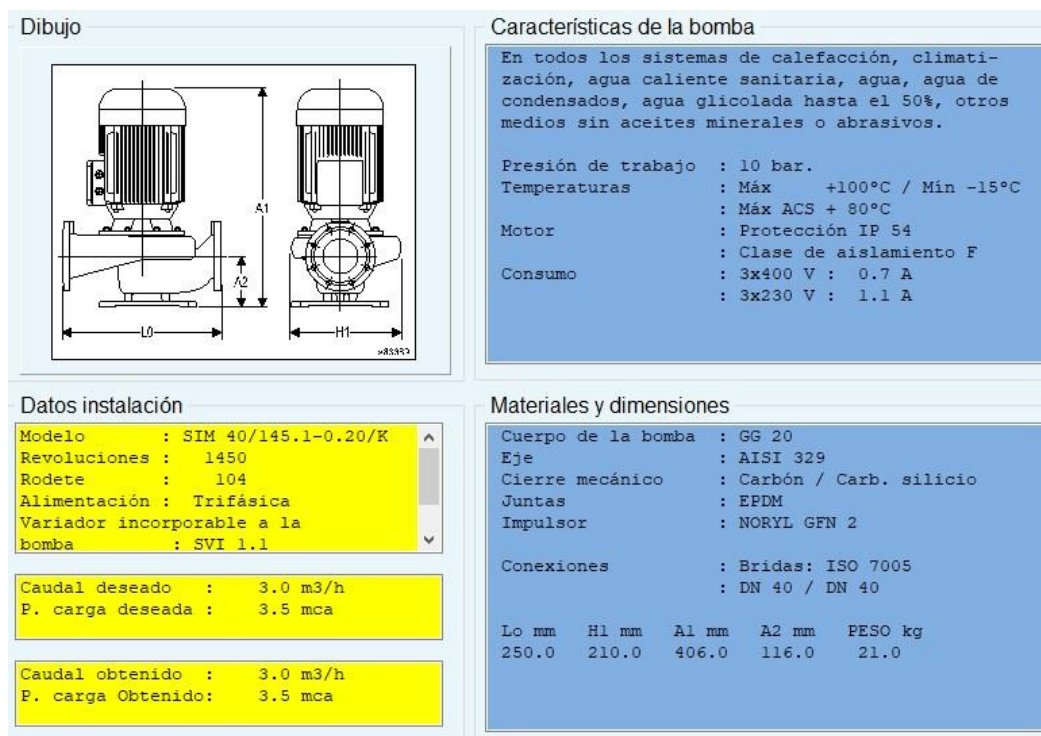 Dibujo
A1
A2
L0
H1
Características de la bomba
En todos los sistemas de calefacción, climati-
zación, agua caliente sanitaria, agua, agua de
condensados, agua glicolada hasta el 50%, otros
medios sin aceites minerales o abrasivos.
Presión de trabajo : 10 bar.
Temperaturas : Máx +100°C / Mín -15°C
: Máx ACS + 80°C
Motor : Protección IP 54
: Clase de aislamiento F
Consumo : 3x400 V : 0.7 A
: 3x230 V : 1.1 A
Datos instalación
Modelo : SIM 40/145.1-0.20/K
Revoluciones : 1450
Rodete : 104
Alimentación : Trifásica
Variador incorporable a la
bomba : SVI 1.1
Caudal deseado : 3.0 m3/h
P. carga deseada : 3.5 mca
Caudal obtenido : 3.0 m3/h
P. carga Obtenido: 3.5 mca
Materiales y dimensiones
Cuerpo de la bomba : GG 20
Eje : AISI 329
Cierre mecánico : Carbón / Carb. silicio
Juntas : EPDM
Impulsor : NORYL GFN 2
Conexiones : Bridas: ISO 7005
: DN 40 / DN 40
Lo mm H1 mm A1 mm A2 mm PESO kg
250.0 210.0 406.0 116.0 21.0